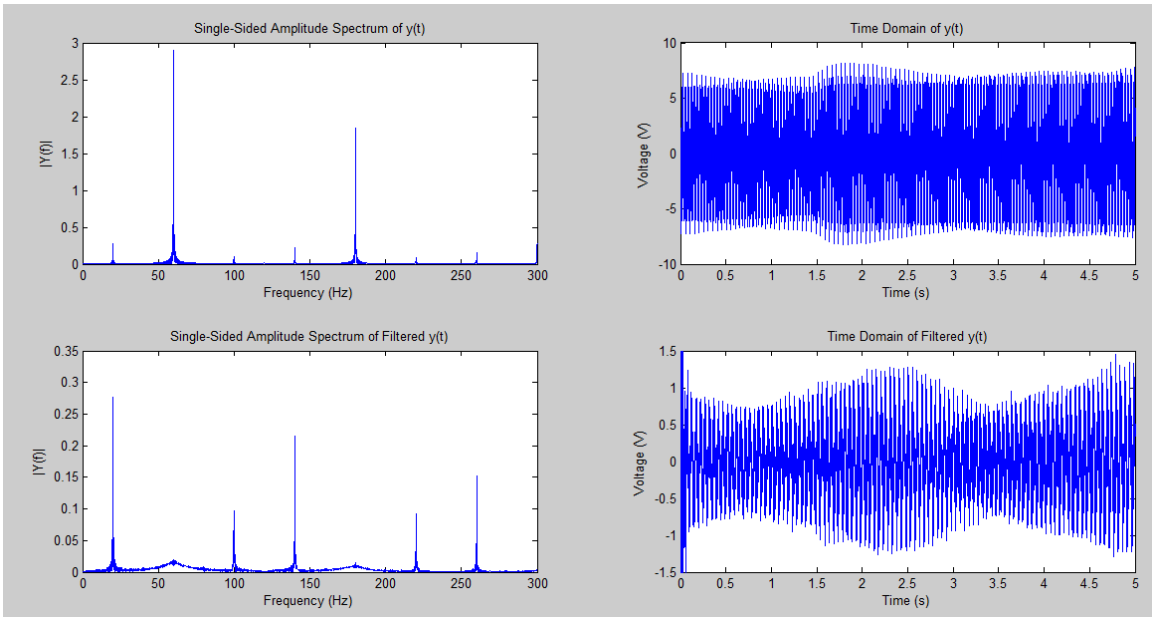 Single-Sided Amplitude Spectrum of y(t)
3
2.5
2
1.5
1
0.5
0
|Y(f)|
0 50 100 150 200 250 300
Frequency (Hz)
Time Domain of y(t)
10
5
0
-5
-10
Voltage (V)
0 0.5 1 1.5 2 2.5 3 3.5 4 4.5 5
Time (s)
Single-Sided Amplitude Spectrum of Filtered y(t)
0.35
0.3
0.25
0.2
0.15
0.1
0.05
0
|Y(f)|
0 50 100 150 200 250 300
Frequency (Hz)
Time Domain of Filtered y(t)
1.5
1
0.5
0
-0.5
-1
-1.5
Voltage (V)
0 0.5 1 1.5 2 2.5 3 3.5 4 4.5 5
Time (s)